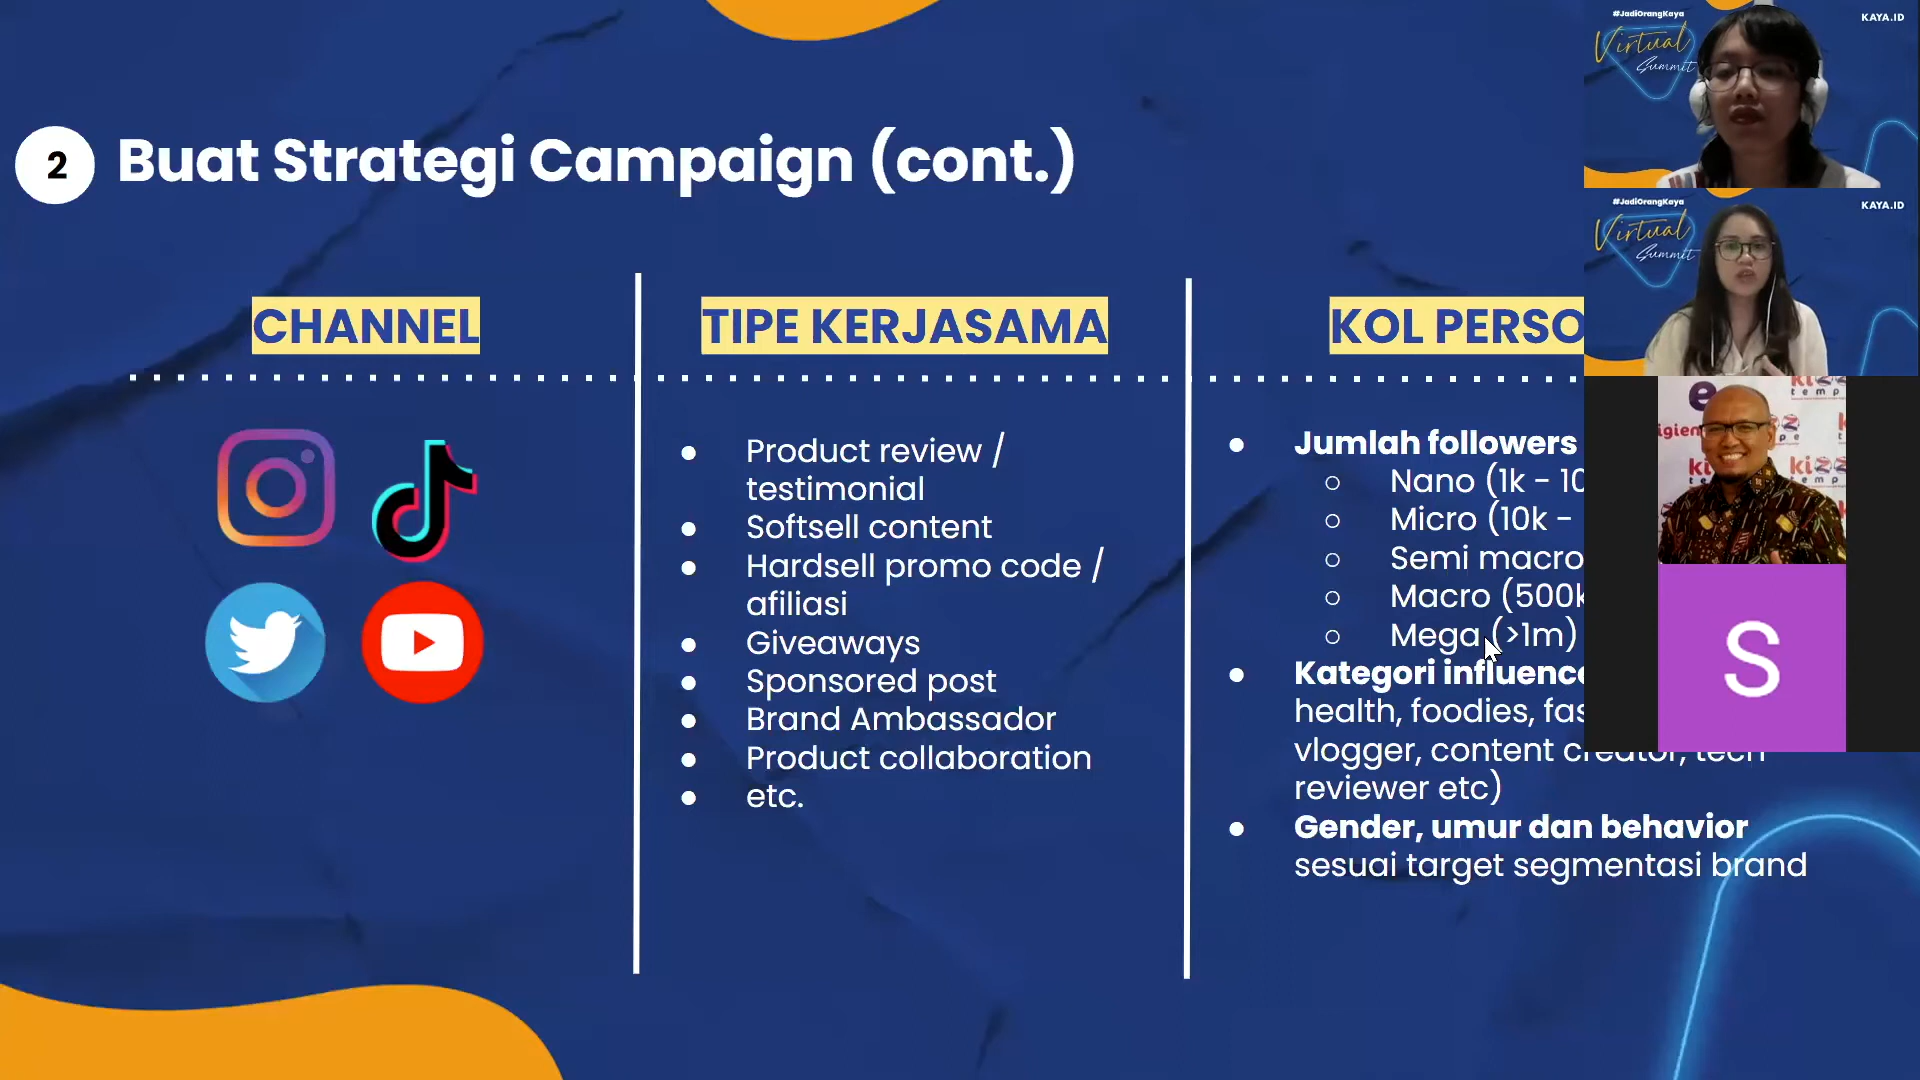 2
Buat Strategi Campaign (cont.)
CHANNEL
TIPE KERJASAMA
Product review /
testimonial
Softsell content
Hardsell promo code /
afiliasi
Giveaways
Sponsored post
Brand Ambassador
Product collaboration
etc.
KOL PERSO
Jumlah followers
Nano (1k - 10
Micro (10k -
Semi macro
Macro (500k
Mega (>1m)
Kategori influence
health, foodies, fas
vlogger, content creator, tech
reviewer etc)
Gender, umur dan behavior
sesuai target segmentasi brand
#JadiOrangKaya
KAYA.ID
Virtual
Summit
#JadiOrangKaya
KAYA.ID
Virtual
Summit
S